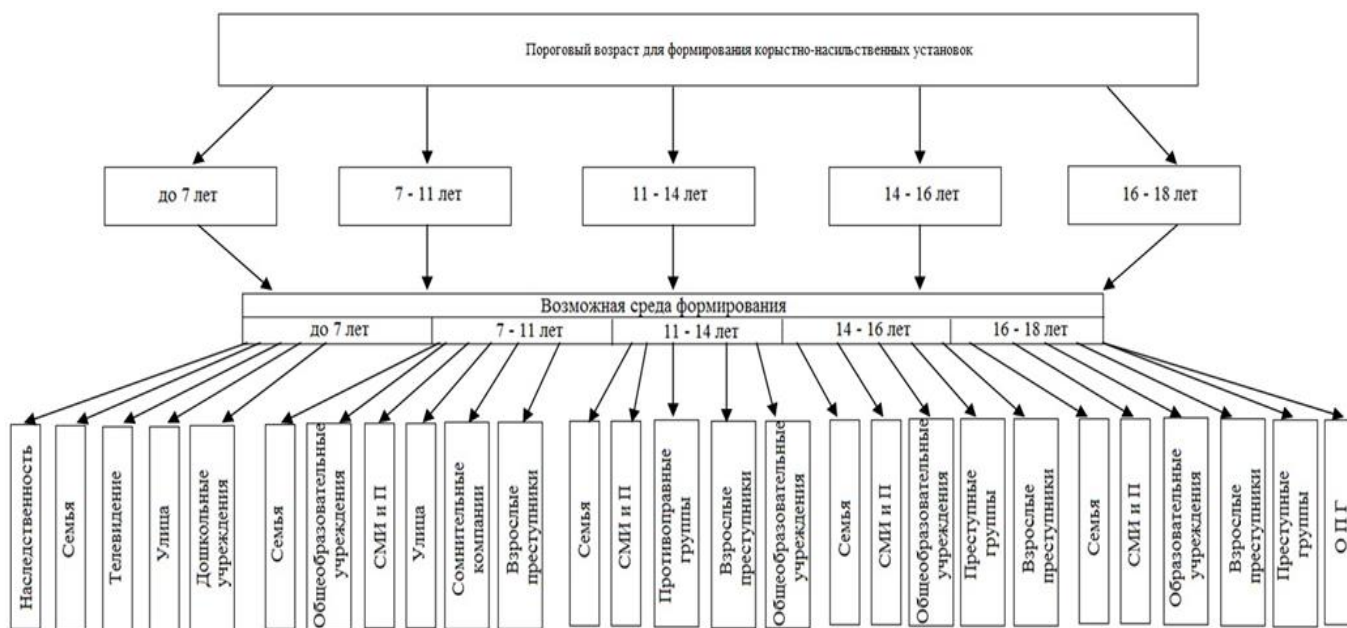 Пороговый возраст для формирования корыстно-насильственных установок
до 7 лет
7 - 11 лет
11 - 14 лет
14 - 16 лет
16 - 18 лет
Возможная среда формирования
до 7 лет
7 - 11 лет
11 - 14 лет
14 - 16 лет
16 - 18 лет
Наследственность
Семья
Телевидение
Улица
Дошкольные
учреждения
Семья
Общеобразовательные
учреждения
СМИ и П
Улица
Сомнительные
компании
Взрослые
преступники
Семья
СМИ и П
Противоправные
группы
Взрослые
преступники
Общеобразовательные
учреждения
Семья
СМИ и П
Общеобразовательные
учреждения
Преступные
группы
Взрослые
преступники
Семья
СМИ и П
Образовательные
учреждения
Взрослые
преступники
Преступные
группы
О П Г